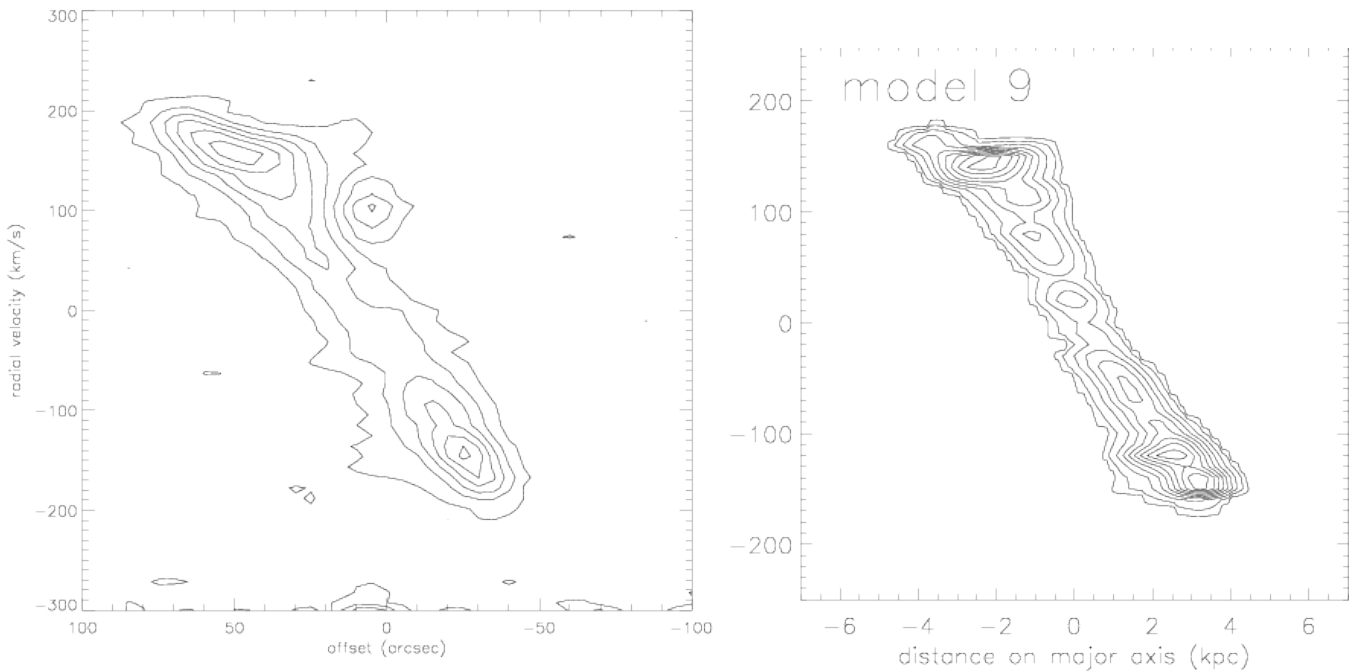 300
200
100
0
-100
-200
-300
radial velocity (km/s)
100 50 0 -50 -100
offset (arcsec)
model 9
200
100
0
-100
-200
-6 -4 -2 0 2 4 6
distance on major axis (kpc)